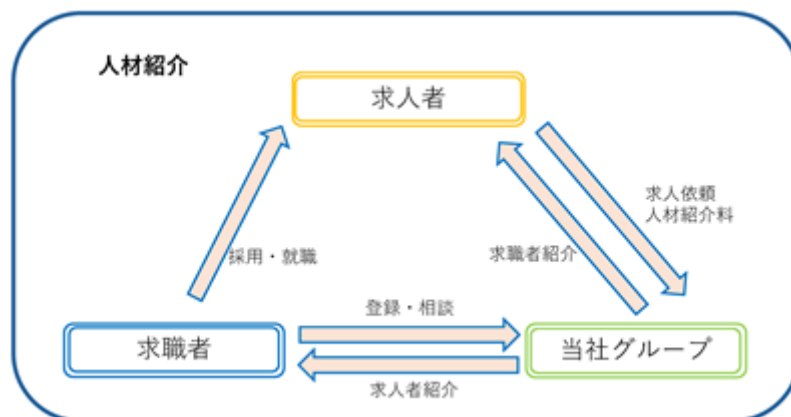 人材紹介
求人者
求人依頼
人材紹介料
求職者紹介
採用・就職
登録・相談
求職者
当社グループ
求人者紹介